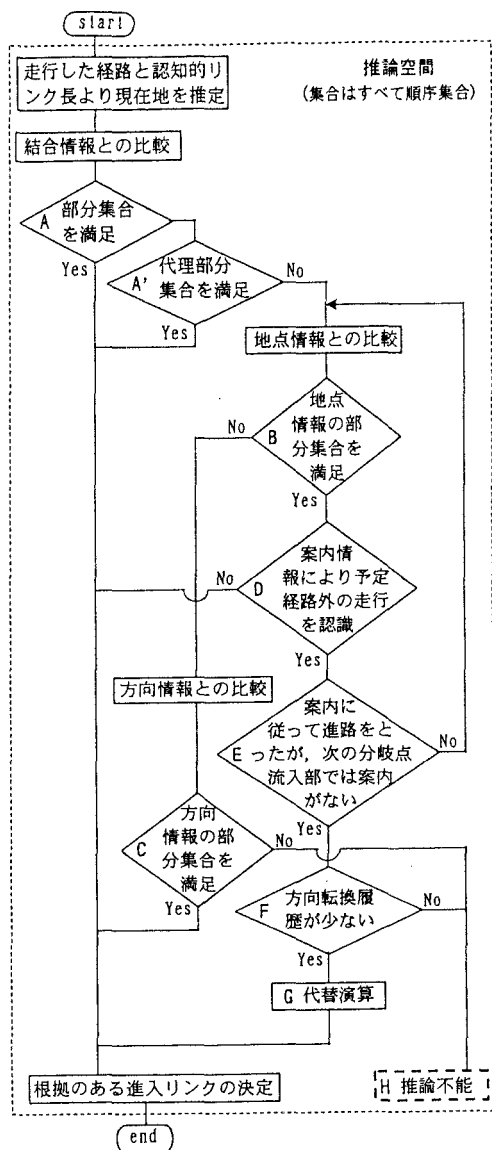 start
推論空間
(集合はすべて順序集合)
走行した経路と認知的リ
ンク長より現在地を推定
結合情報との比較
A 部分集合
を満足
Yes
A' 代理部分
集合を満足
No
Yes
地点情報との比較
地点
情報の部
B 分集合を
満足
No
Yes
案内情
報により予定
D 経路外の走行
を認識
No
Yes
方向情報との比較
案内に
従って進路をと
E ったが，次の分岐点
流入部では案内
がない
No
Yes
方向
情報の部
C 分集合を
満足
No
Yes
方向転換履
F 歴が少ない
No
Yes
G 代替演算
根拠のある進入リンクの決定
H 推論不能
end